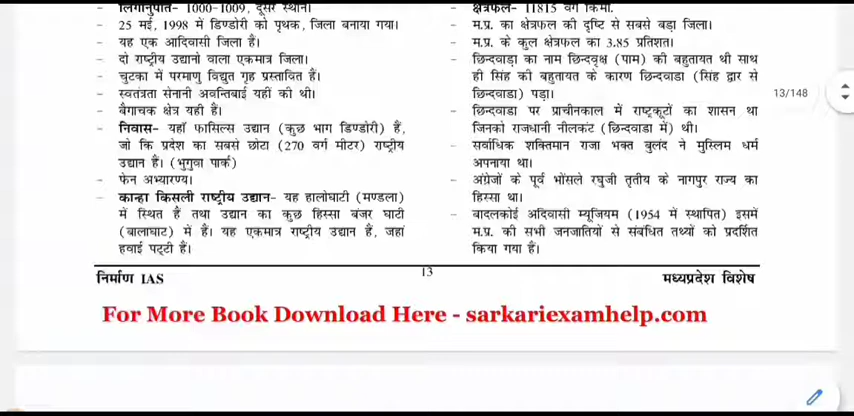 लिंगानुपात- 1000-1009, दूसरे स्थान।
- 25 मई, 1998 में डिण्डोरी को पृथक, जिला बनाया गया।
- यह एक आदिवासी जिला है।
- दो राष्ट्रीय उद्यानो वाला एकमात्र जिला।
- चुटका में परमाणु विद्युत गृह प्रस्तावित है।
- स्वतंत्रता सेनानी अवन्तिबाई यहीं की थी।
- बैगाचक क्षेत्र यही है।
- निवास- यहाँ फासिल्स उद्यान (कुछ भाग डिण्डोरी) हैं,
जो कि प्रदेश का सबसे छोटा (270 वर्ग मीटर) राष्ट्रीय
उद्यान है। (भुगुवा पार्क)
- फेन अभ्यारण्य।
- कान्हा किसली राष्ट्रीय उद्यान- यह हालोघाटी (मण्डला)
में स्थित हैं तथा उद्यान का कुछ हिस्सा बंजर घाटी
(बालाघाट) में है। यह एकमात्र राष्ट्रीय उद्यान हैं, जहां
हवाई पट्टी हैं।
क्षेत्रफल- 11815 वर्ग किमी.
- म.प्र. का क्षेत्रफल की दृष्टि से सबसे बड़ा जिला।
- म.प्र. के कुल क्षेत्रफल का 3.85 प्रतिशत।
- छिन्दवाड़ा का नाम छिन्दवृक्ष (पाम) की बहुतायत थी साथ
ही सिंह की बहुतायत के कारण छिन्दवाडा (सिंह द्वार से
छिन्दवाडा) पड़ा।
- छिन्दवाडा पर प्राचीनकाल में राष्ट्रकूटों का शासन था
जिनको राजधानी नीलकंट (छिन्दवाडा में) थी।
- सर्वाधिक शक्तिमान राजा भक्त बुलंद ने मुस्लिम धर्म
अपनाया था।
- अंग्रेजों के पूर्व भोंसले रघुजी तृतीय के नागपुर राज्य का
हिस्सा था।
- बादलकोई अदिवासी म्यूजियम (1954 में स्थापित) इसमें
म.प्र. की सभी जनजातियों से संबंधित तथ्यों को प्रदर्शित
किया गया है।
13/148
निर्माण IAS
13
मध्यप्रदेश विशेष
For More Book Download Here - sarkariexamhelp.com